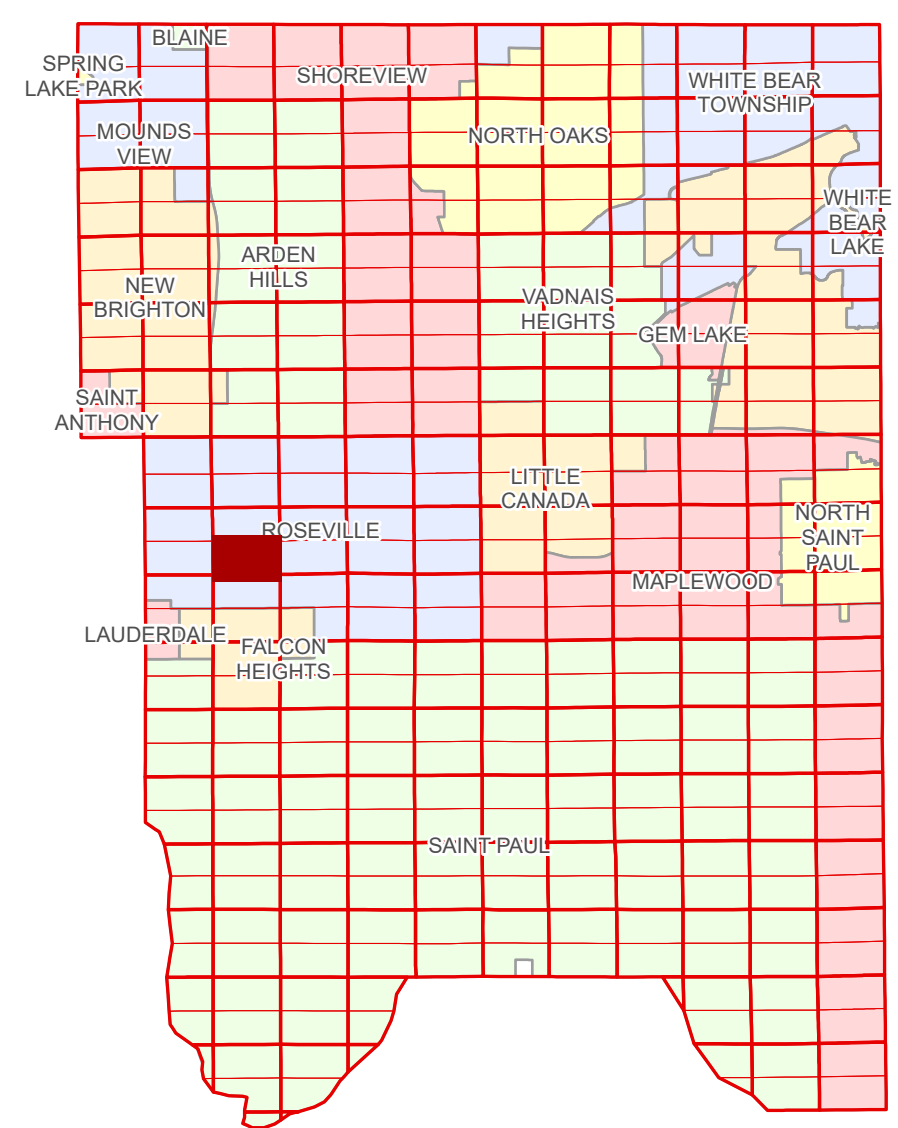 BLAINE
SPRING
LAKE PARK
SHOREVIEW
WHITE BEAR
TOWNSHIP
MOUNDS
VIEW
NORTH OAKS
WHITE
BEAR
LAKE
ARDEN
HILLS
NEW
BRIGHTON
VADNAIS
HEIGHTS
GEM LAKE
SAINT
ANTHONY
LITTLE
CANADA
NORTH
SAINT
PAUL
ROSEVILLE
MAPLEWOOD
LAUDERDALE
FALCON
HEIGHTS
SAINT PAUL